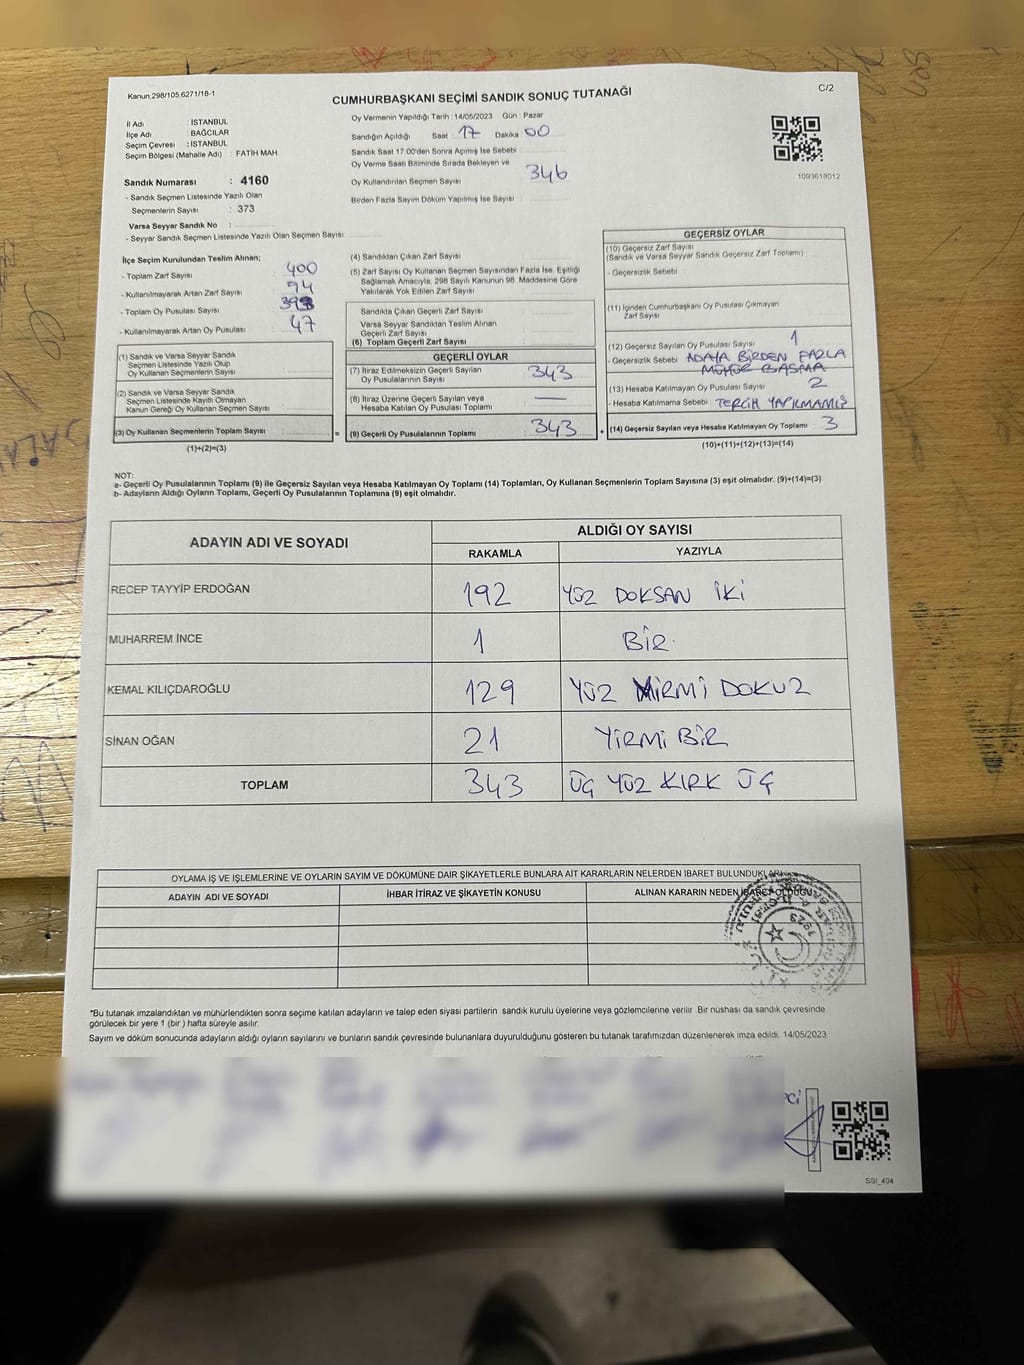 Kanun,298/105,6271/18-1
C/2
CUMHURBAŞKANI SEÇİMİ SANDIK SONUÇ TUTANAĞI
İl Adı : İSTANBUL
İlçe Adı : BAĞCILAR
Seçim Çevresi : İSTANBUL
Seçim Bölgesi (Mahalle Adı) : FATİH MAH.
Sandık Numarası : 4160
- Sandık Seçmen Listesinde Yazılı Olan
Seçmenlerin Sayısı : 373
Varsa Seyyar Sandık No :
- Seyyar Sandık Seçmen Listesinde Yazılı Olan Seçmen Sayısı:
Oy Vermenin Yapıldığı Tarih : 14/05/2023 Gün : Pazar
Sandığın Açıldığı Saat : 17 Dakika : 00
Sandık Saat 17:00'den Sonra Açımış İse Sebebi :
Oy Verme Saati Bitiminde Sırada Bekleyen ve
Oy Kullandırılan Seçmen Sayısı 346
Birden Fazla Sayım Döküm Yapılmış İse Sayısı :
1093618012
İlçe Seçim Kurulundan Teslim Alınan;
- Toplam Zarf Sayısı : 400
- Kullanılmayarak Artan Zarf Sayısı : 94
- Toplam Oy Pusulası Sayısı :
- Kullanılmayarak Artan Oy Pusulası : 47
(1) Sandık ve Varsa Seyyar Sandık
Seçmen Listesinde Yazılı Olup
Oy Kullanan Seçmenlerin Sayısı
(2) Sandık ve Varsa Seyyar Sandık
Seçmen Listesinde Kayıtlı Olmayan
Kanun Gereği Oy Kullanan Seçmen Sayısı
(3) Oy Kullanan Seçmenlerin Toplam Sayısı
(1)+(2)=(3)
(4) Sandıktan Çıkan Zarf Sayısı :
(5) Zarf Sayısı Oy Kullanan Seçmen Sayısından Fazla İse, Eşitliği
Sağlamak Amacıyla, 298 Sayılı Kanunun 98. Maddesine Göre
Yakılarak Yok Edilen Zarf Sayısı :
Sandıkta Çıkan Geçerli Zarf Sayısı
Varsa Seyyar Sandıktan Teslim Alınan
Geçerli Zarf Sayısı
(6) Toplam Geçerli Zarf Sayısı
=
GEÇERLİ OYLAR
(7) İtiraz Edilmeksizin Geçerli Sayılan
Oy Pusulalarının Sayısı : 343
(8) İtiraz Üzerine Geçerli Sayılan veya
Hesaba Katılan Oy Pusulası Toplamı : —
(9) Geçerli Oy Pusulalarının Toplamı : 343
+
GEÇERSİZ OYLAR
(10) Geçersiz Zarf Sayısı
(Sandık ve Varsa Seyyar Sandık Geçersiz Zarf Toplamı) :
- Geçersizlik Sebebi :
(11) İçinden Cumhurbaşkanı Oy Pusulası Çıkmayan
Zarf Sayısı :
(12) Geçersiz Sayılan Oy Pusulası Sayısı : 1
- Geçersizlik Sebebi : ADAYA BİRDEN FAZLA
MÜHÜR BASMA
(13) Hesaba Katılmayan Oy Pusulası Sayısı : 2
- Hesaba Katılmama Sebebi : TERCİH YAPILMAMIŞ
(14) Geçersiz Sayılan veya Hesaba Katılmayan Oy Toplamı : 3
(10)+(11)+(12)+(13)=(14)
NOT:
a- Geçerli Oy Pusulalarının Toplamı (9) ile Geçersiz Sayılan veya Hesaba Katılmayan Oy Toplamı (14) Toplamları, Oy Kullanan Seçmenlerin Toplam Sayısına (3) eşit olmalıdır. (9)+(14)=(3)
b- Adayların Aldığı Oyların Toplamı, Geçerli Oy Pusulalarının Toplamına (9) eşit olmalıdır.
ADAYIN ADI VE SOYADI
ALDIĞI OY SAYISI
RAKAMLA YAZIYLA
RECEP TAYYİP ERDOĞAN 192 YÜZ DOKSAN İKİ
MUHARREM İNCE 1 BİR
KEMAL KILIÇDAROĞLU 129 YÜZ YİRMİ DOKUZ
SİNAN OĞAN 21 YİRMİ BİR
TOPLAM 343 ÜÇ YÜZ KIRK ÜÇ
OYLAMA İŞ VE İŞLEMLERİNE VE OYLARIN SAYIM VE DÖKÜMÜNE DAİR ŞİKAYETLERLE BUNLARA AİT KARARLARIN NELERDEN İBARET BULUNDUKLARI
ADAYIN ADI VE SOYADI İHBAR İTİRAZ VE ŞİKAYETİN KONUSU ALINAN KARARIN NEDEN İBARET OLDUĞU
1923
*Bu tutanak imzalandıktan ve mühürlendikten sonra seçime katılan adayların ve talep eden siyasi partilerin sandık kurulu üyelerine veya gözlemcilerine verilir. Bir nüshası da sandık çevresinde
görülecek bir yere 1 (bir ) hafta süreyle asılır.
Sayım ve döküm sonucunda adayların aldığı oyların sayılarını ve bunların sandık çevresinde bulunanlara duyurulduğunu gösteren bu tutanak tarafımızdan düzenlenerek imza edildi. 14/05/2023
SSI_404